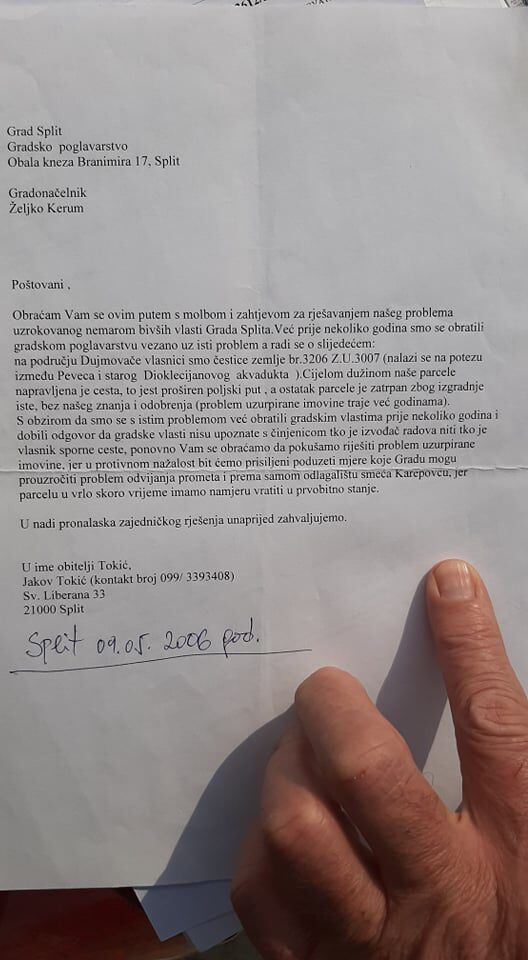 Grad Split
Gradsko poglavarstvo
Obala kneza Branimira 17, Split
Gradonačelnik
Željko Kerum
Poštovani ,
Obraćam Vam se ovim putem s molbom i zahtjevom za rješavanjem našeg problema
uzrokovanog nemarom bivših vlasti Grada Splita.Već prije nekoliko godina smo se obratili
gradskom poglavarstvu vezano uz isti problem a radi se o slijedećem:
na području Dujmovače vlasnici smo čestice zemlje br.3206 Z.U.3007 (nalazi se na potezu
između Peveca i starog Dioklecijanovog akvadukta ).Cijelom dužinom naše parcele
napravljena je cesta, to jest proširen poljski put , a ostatak parcele je zatrpan zbog izgradnje
iste, bez našeg znanja i odobrenja (problem uzurpirane imovine traje već godinama).
S obzirom da smo se s istim problemom već obratili gradskim vlastima prije nekoliko godina i
dobili odgovor da gradske vlasti nisu upoznate s činjenicom tko je izvođač radova niti tko je
vlasnik sporne ceste, ponovno Vam se obraćamo da pokušamo riješiti problem uzurpirane
imovine, jer u protivnom nažalost bit ćemo prisiljeni poduzeti mjere koje Gradu mogu
prouzročiti problem odvijanja prometa i prema samom odlagalištu smeća Karepovcu, jer
parcelu u vrlo skoro vrijeme imamo namjeru vratiti u prvobitno stanje.
U nadi pronalaska zajedničkog rješenja unaprijed zahvaljujemo.
U ime obitelji Tokić,
Jakov Tokić (kontakt broj 099/ 3393408)
Sv. Liberana 33
21000 Split
Split 09.05. 2006 god.